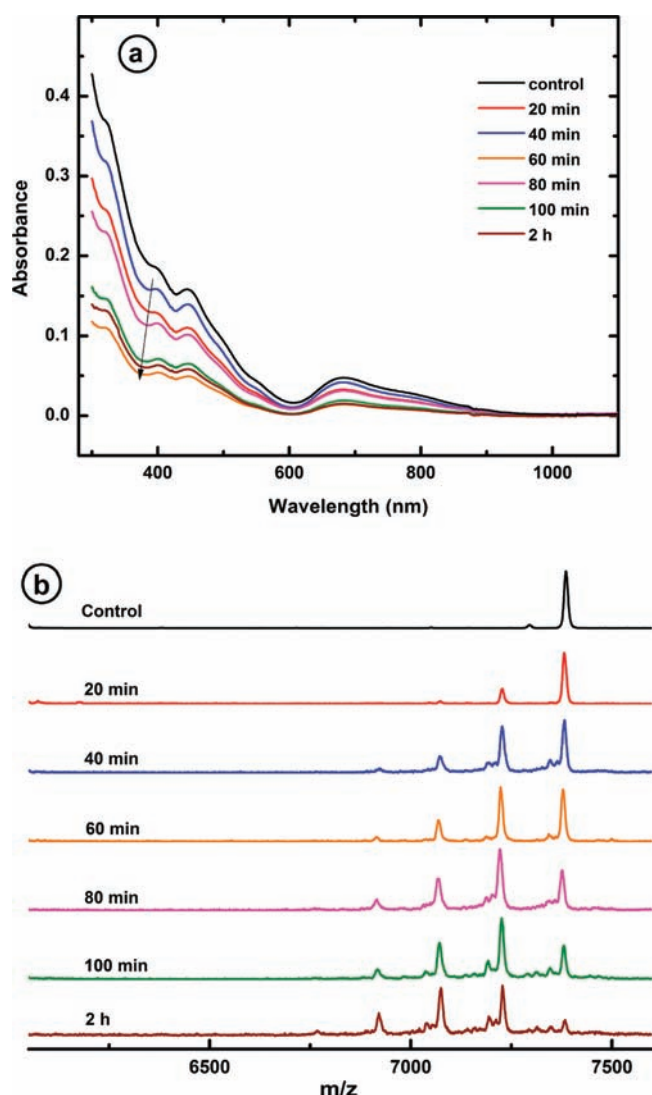 a
control
20 min
40 min
60 min
80 min
100 min
2 h
0.4
0.3
0.2
0.1
0.0
Absorbance
400 600 800 1000
Wavelength (nm)
b
Control
20 min
40 min
60 min
80 min
100 min
2 h
6500 7000 7500
m/z